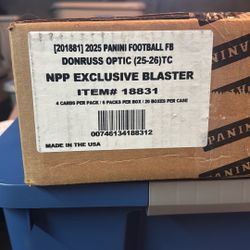 [201881] 2025 PANINI FOOTBALL FB
DONRUSS OPTIC (25-26)TC
NPP EXCLUSIVE BLASTER
ITEM# 18831
4 CARDS PER PACK / 6 PACKS PER BOX / 20 BOXES PER CASE
00746134188312
MADE IN THE USA
PANINI